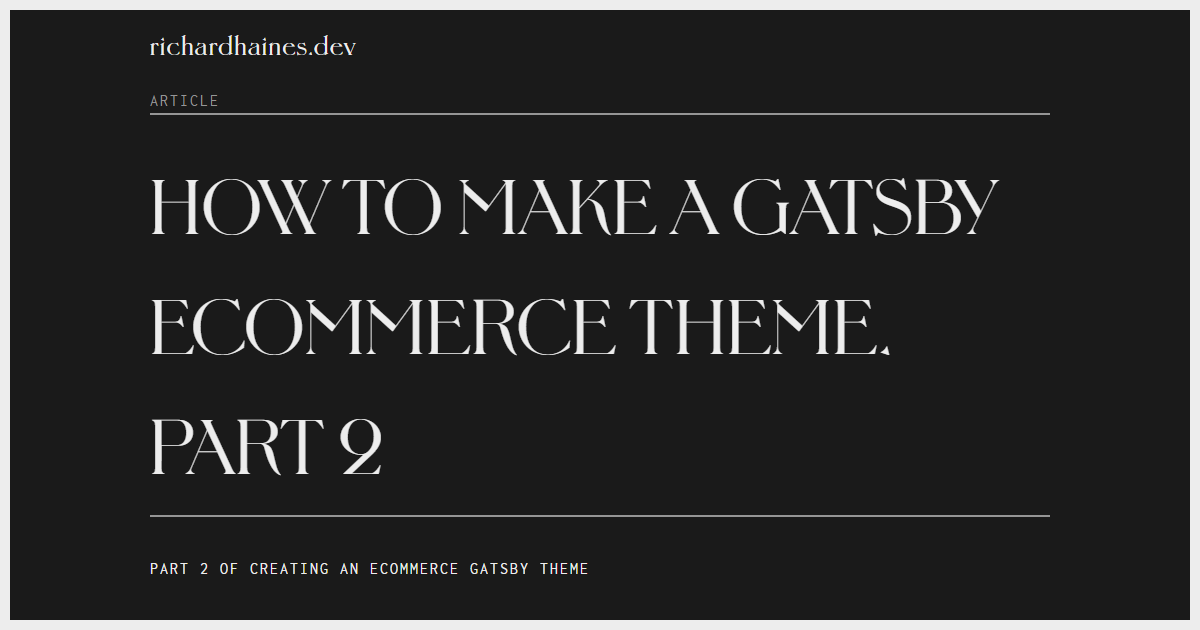 richardhaines.dev
ARTICLE
HOW TO MAKE A GATSBY
ECOMMERCE THEME.
PART 2
PART 2 OF CREATING AN ECOMMERCE GATSBY THEME